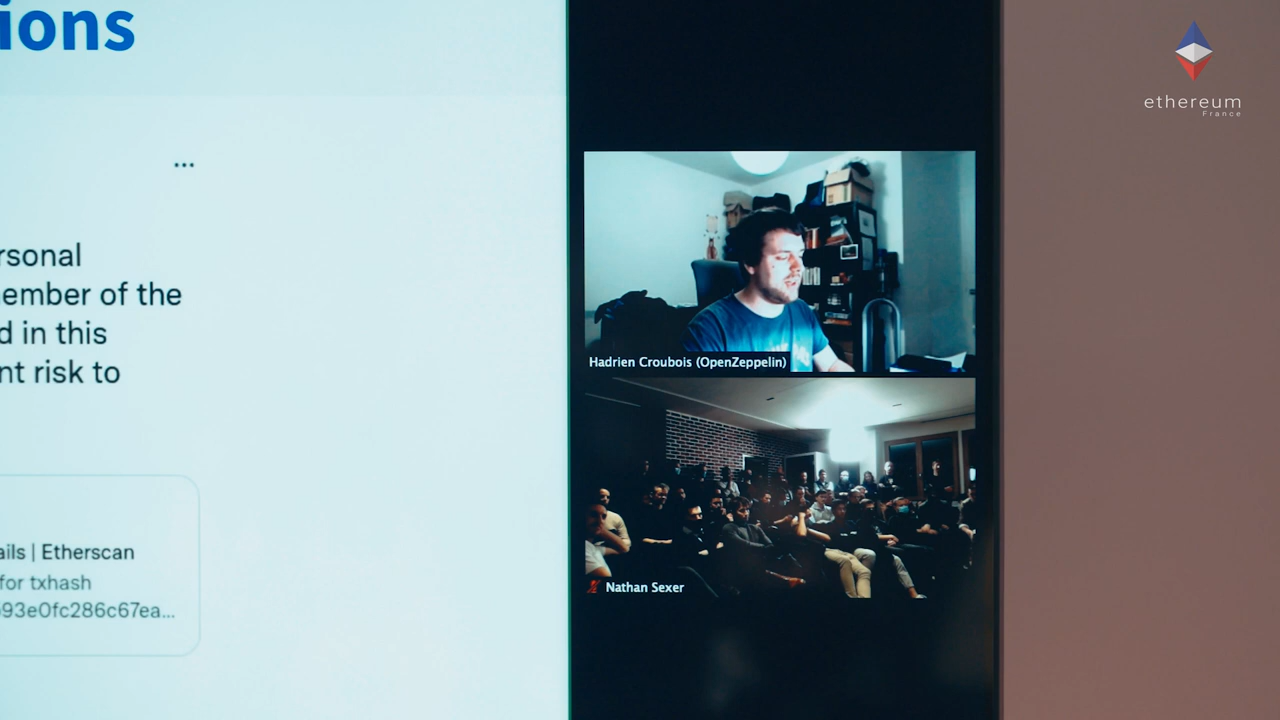 ions
...
rsonal
ember of the
d in this
nt risk to
ails | Etherscan
for txhash
93e0fc286c67ea...
Hadrien Croubois (OpenZeppelin)
Nathan Sexer
ethereum
France